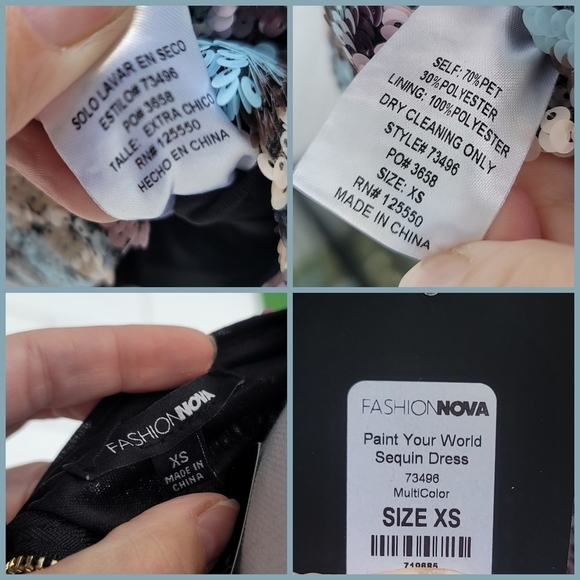 SOLO LAVAR EN SECO
ESTILO# 73496
PO# 3658
TALLE: EXTRA CHICO
RN# 125550
HECHO EN CHINA
SELF: 70%PET
30%POLYESTER
LINING: 100%POLYESTER
DRY CLEANING ONLY
STYLE# 73496
PO# 3658
SIZE: XS
RN# 125550
MADE IN CHINA
FASHIONNOVA
XS
MADE IN
CHINA
FASHIONNOVA
Paint Your World
Sequin Dress
73496
MultiColor
SIZE XS